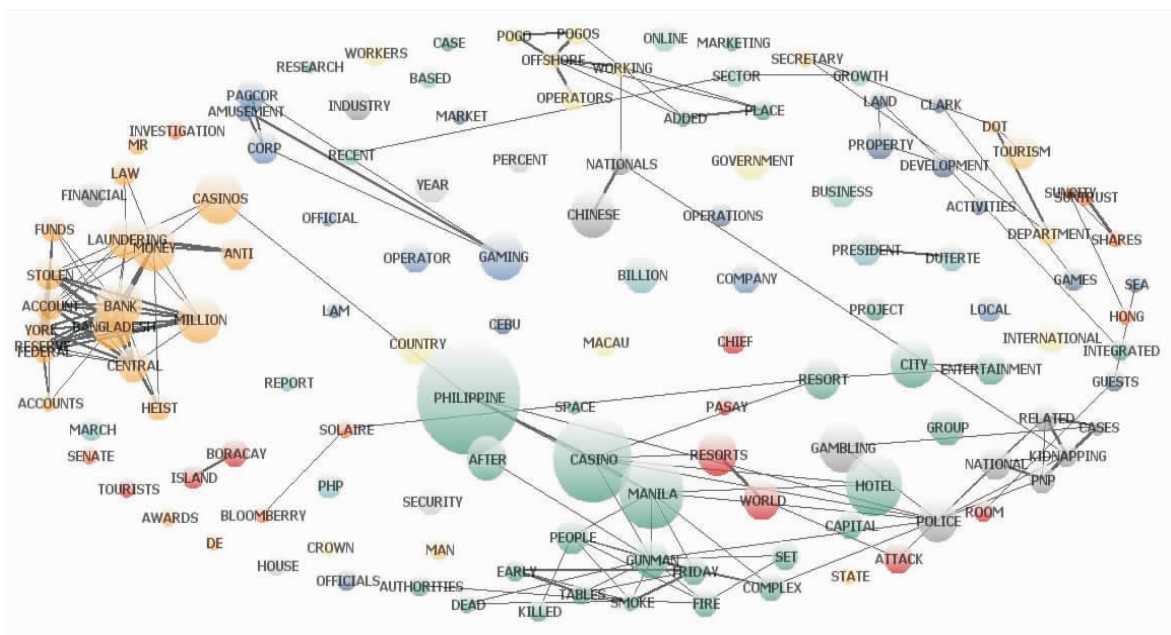 POGO
POGOS
ONLINE
MARKETING
CASE
WORKERS
OFFSHORE
WORKING
SECRETARY
RESEARCH
BASED
SECTOR
GROWTH
PAGCOR
AMUSEMENT
INDUSTRY
MARKET
OPERATORS
ADDED
PLACE
LAND
CLARK
INVESTIGATION
MR
CORP
RECENT
PERCENT
NATIONALS
GOVERNMENT
PROPERTY
DEVELOPMENT
DOT
TOURISM
LAW
FINANCIAL
CASINOS
YEAR
CHINESE
OPERATIONS
BUSINESS
ACTIVITIES
SUNCITY
SUNTRUST
FUNDS
LAUNDERING
MONEY
ANTI
OFFICIAL
OPERATOR
GAMING
PRESIDENT
DUTERTE
DEPARTMENT
SHARES
STOLEN
BILLION
COMPANY
GAMES
SEA
ACCOUNT
BANK
MILLION
LAM
CEBU
PROJECT
LOCAL
HONG
YORK
BANGLADESH
RESERVE
FEDERAL
COUNTRY
MACAU
CHIEF
INTERNATIONAL
INTEGRATED
CENTRAL
REPORT
RESORT
CITY
ENTERTAINMENT
GUESTS
ACCOUNTS
HEIST
PHILIPPINE
SPACE
PASAY
MARCH
SOLAIRE
GROUP
RELATED
CASES
SENATE
BORACAY
AFTER
CASINO
RESORTS
GAMBLING
NATIONAL
KIDNAPPING
TOURISTS
ISLAND
PHP
SECURITY
MANILA
WORLD
HOTEL
PNP
AWARDS
BLOOMBERRY
CAPITAL
POLICE
ROOM
DE
CROWN
MAN
PEOPLE
GUNMAN
SET
ATTACK
HOUSE
OFFICIALS
AUTHORITIES
EARLY
FRIDAY
COMPLEX
STATE
DEAD
KILLED
TABLES
SMOKE
FIRE